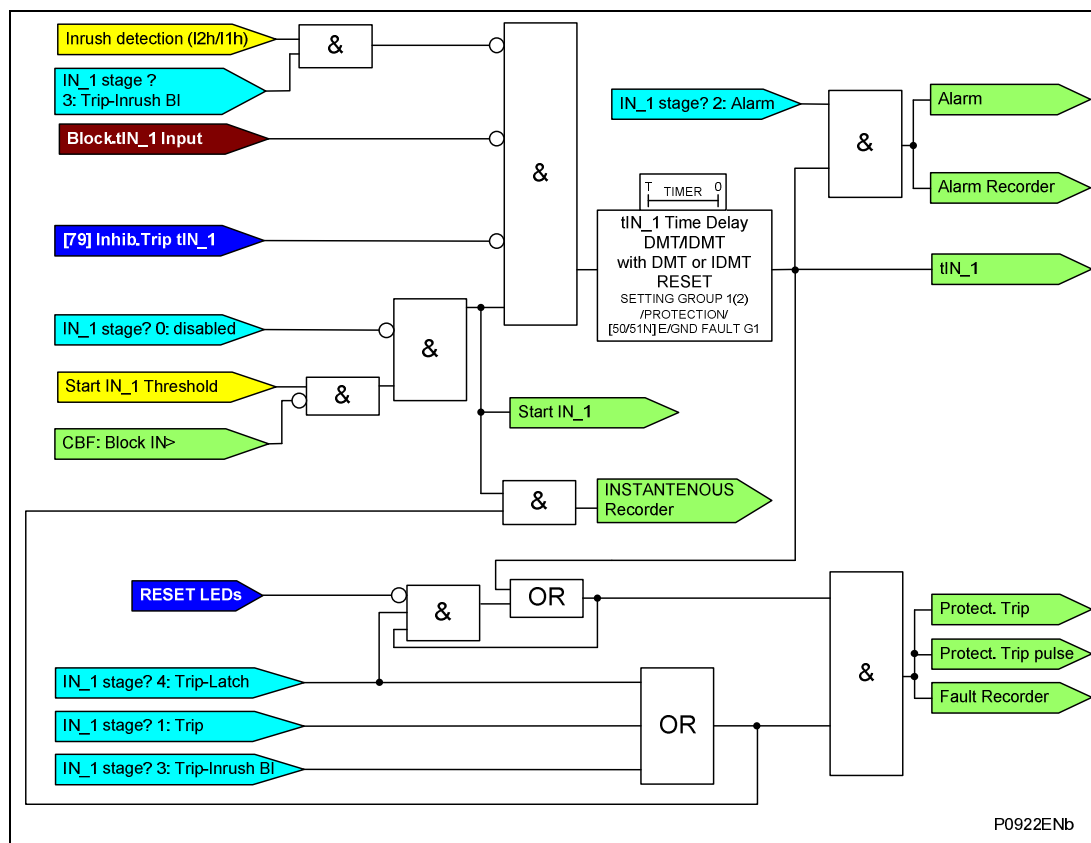 Inrush detection (I2h/I1h)
&
IN_1 stage ?
3: Trip-Inrush BI
Block.tIN_1 Input
[79] Inhib.Trip tIN_1
IN_1 stage? 0: disabled
Start IN_1 Threshold
CBF: Block IN>
&
&
&
T TIMER 0
tIN_1 Time Delay
DMT/IDMT
with DMT or IDMT
RESET
SETTING GROUP 1(2)
/PROTECTION/
[50/51N] E/GND FAULT G1
IN_1 stage? 2: Alarm
&
Alarm
Alarm Recorder
tIN_1
Start IN_1
&
INSTANTENOUS
Recorder
RESET LEDs
&
OR
IN_1 stage? 4: Trip-Latch
IN_1 stage? 1: Trip
IN_1 stage? 3: Trip-Inrush BI
OR
&
Protect. Trip
Protect. Trip pulse
Fault Recorder
P0922ENb